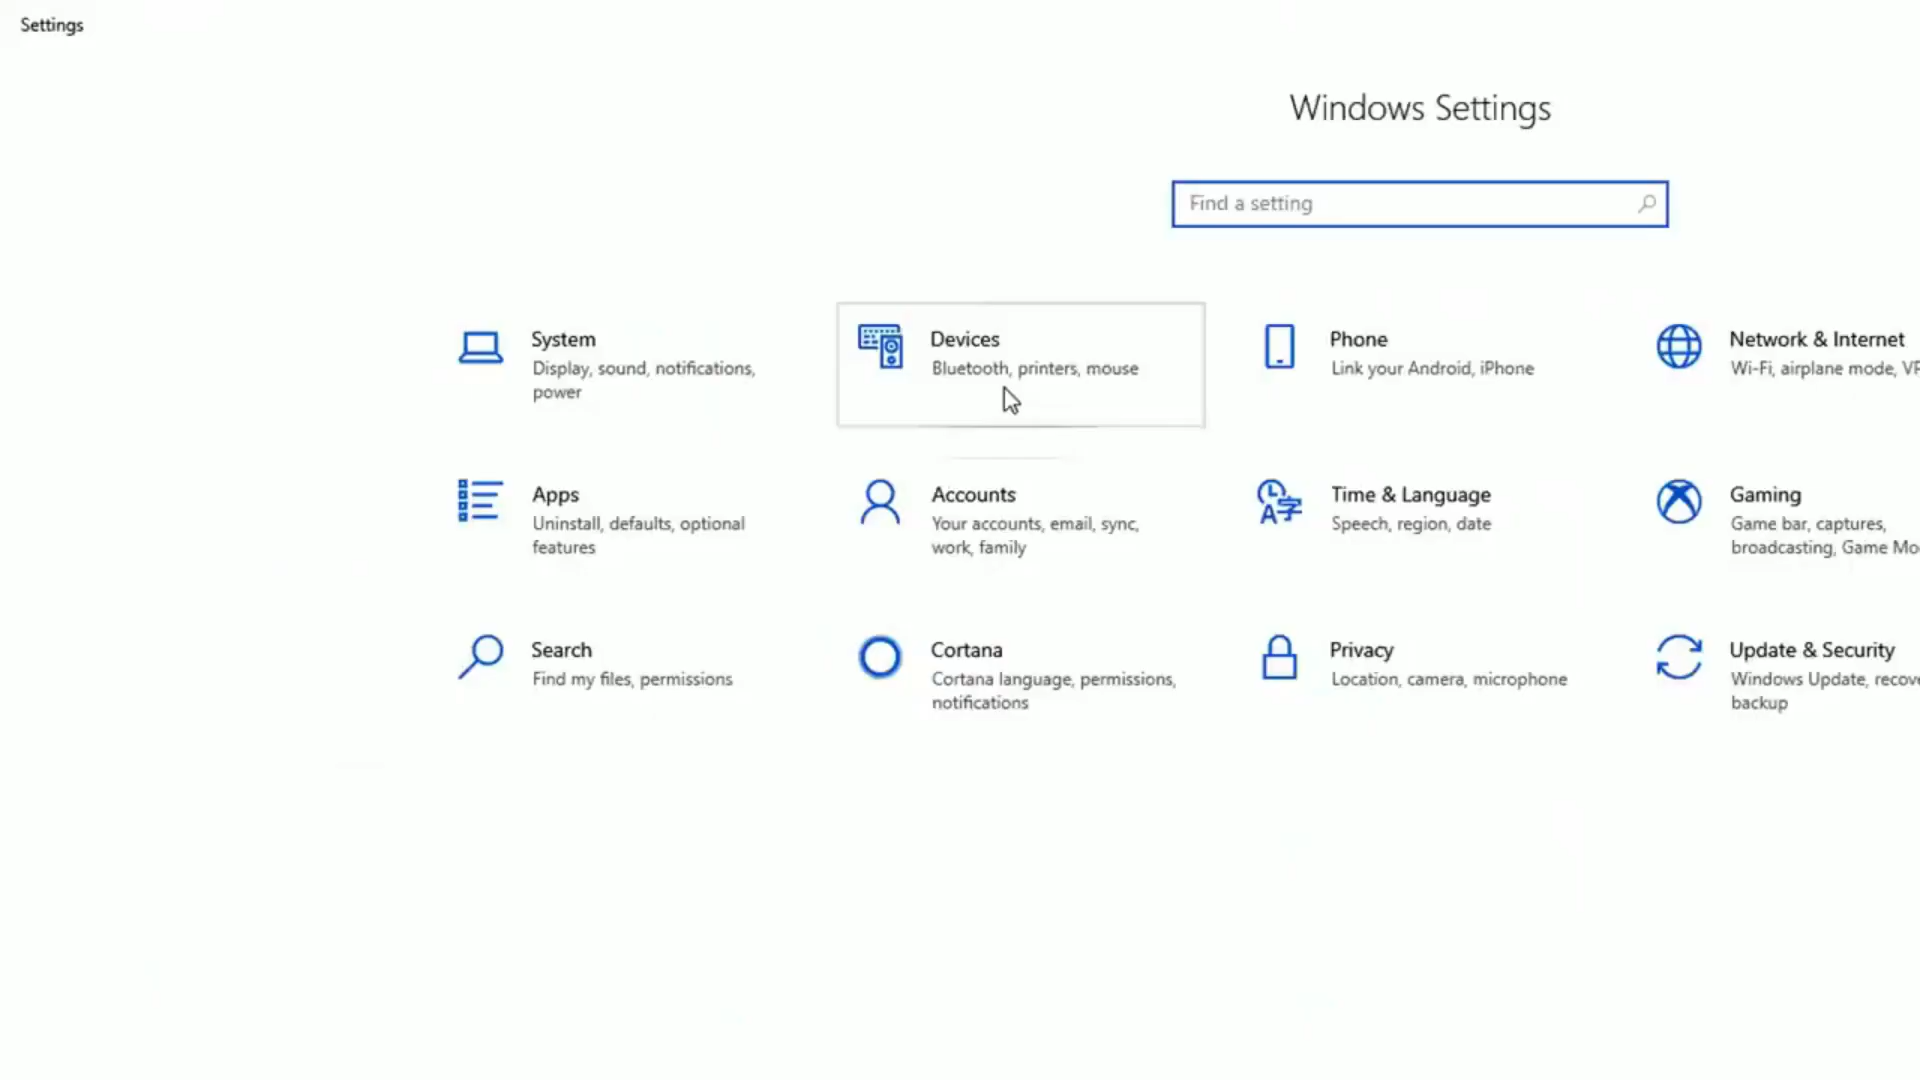 Settings
Windows Settings
Find a setting
System
Display, sound, notifications,
power
Devices
Bluetooth, printers, mouse
Phone
Link your Android, iPhone
Network & Internet
Wi-Fi, airplane mode,
Apps
Uninstall, defaults, optional
features
Accounts
Your accounts, email, sync,
work, family
Time & Language
Speech, region, date
Gaming
Game bar, captures,
broadcasting, Game
Search
Find my files, permissions
Cortana
Cortana language, permissions,
notifications
Privacy
Location, camera, microphone
Update & Security
Windows Update,
backup